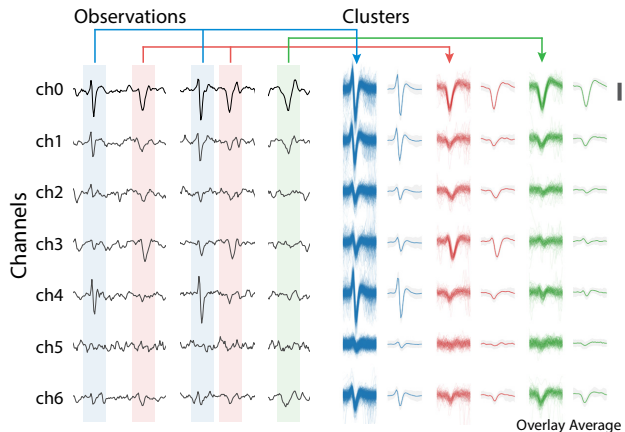 Observations
Clusters
Channels
ch0
ch1
ch2
ch3
ch4
ch5
ch6
Overlay Average